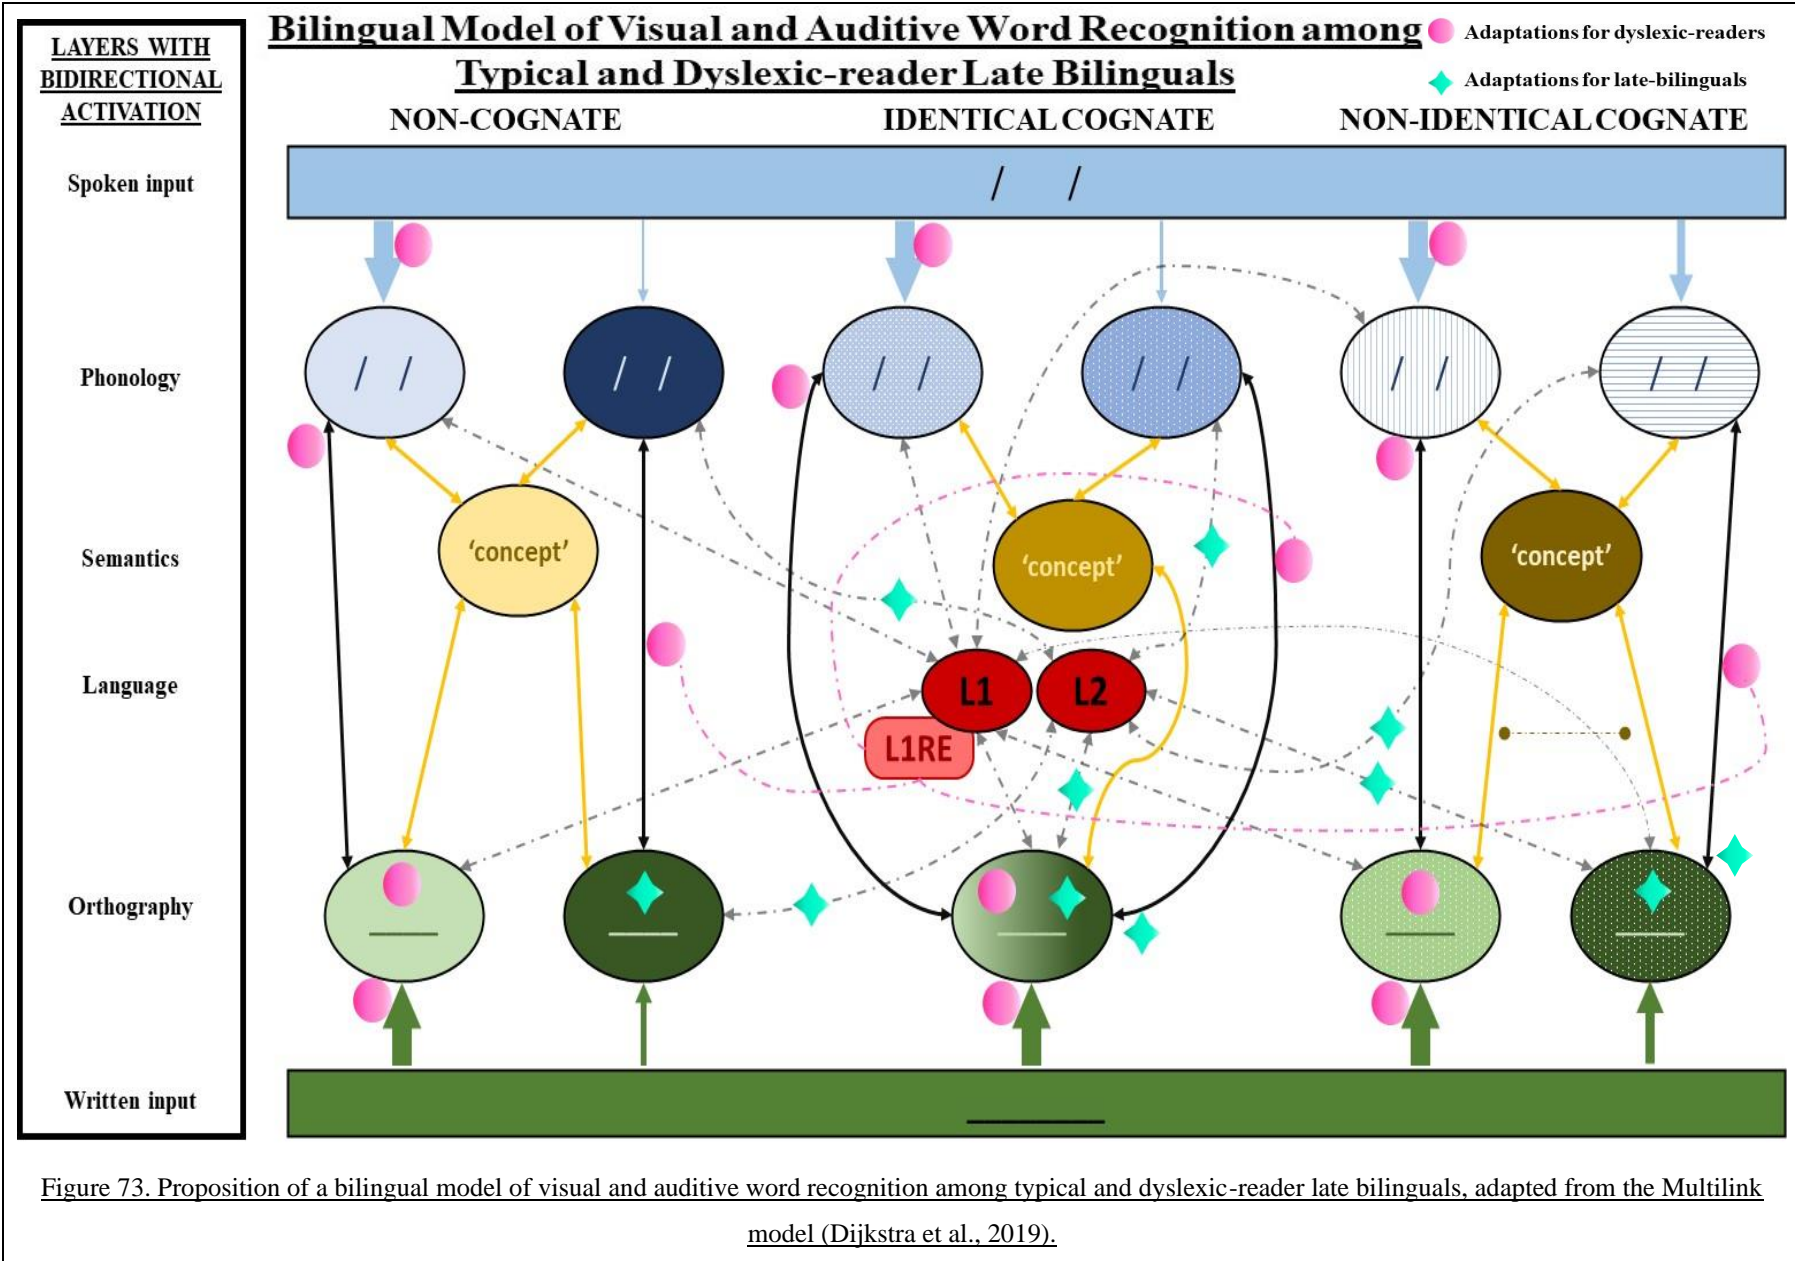 Bilingual Model of Visual and Auditive Word Recognition among
Typical and Dyslexic-reader Late Bilinguals
Adaptations for dyslexic-readers
Adaptations for late-bilinguals
LAYERS WITH
BIDIRECTIONAL
ACTIVATION
NON-COGNATE
IDENTICAL COGNATE
NON-IDENTICAL COGNATE
Spoken input
/ /
Phonology
/ /
/ /
/ /
/ /
/ /
/ /
Semantics
‘concept’
‘concept’
‘concept’
Language
L1
L2
L1RE
Orthography
Written input
Figure 73. Proposition of a bilingual model of visual and auditive word recognition among typical and dyslexic-reader late bilinguals, adapted from the Multilink
model (Dijkstra et al., 2019).